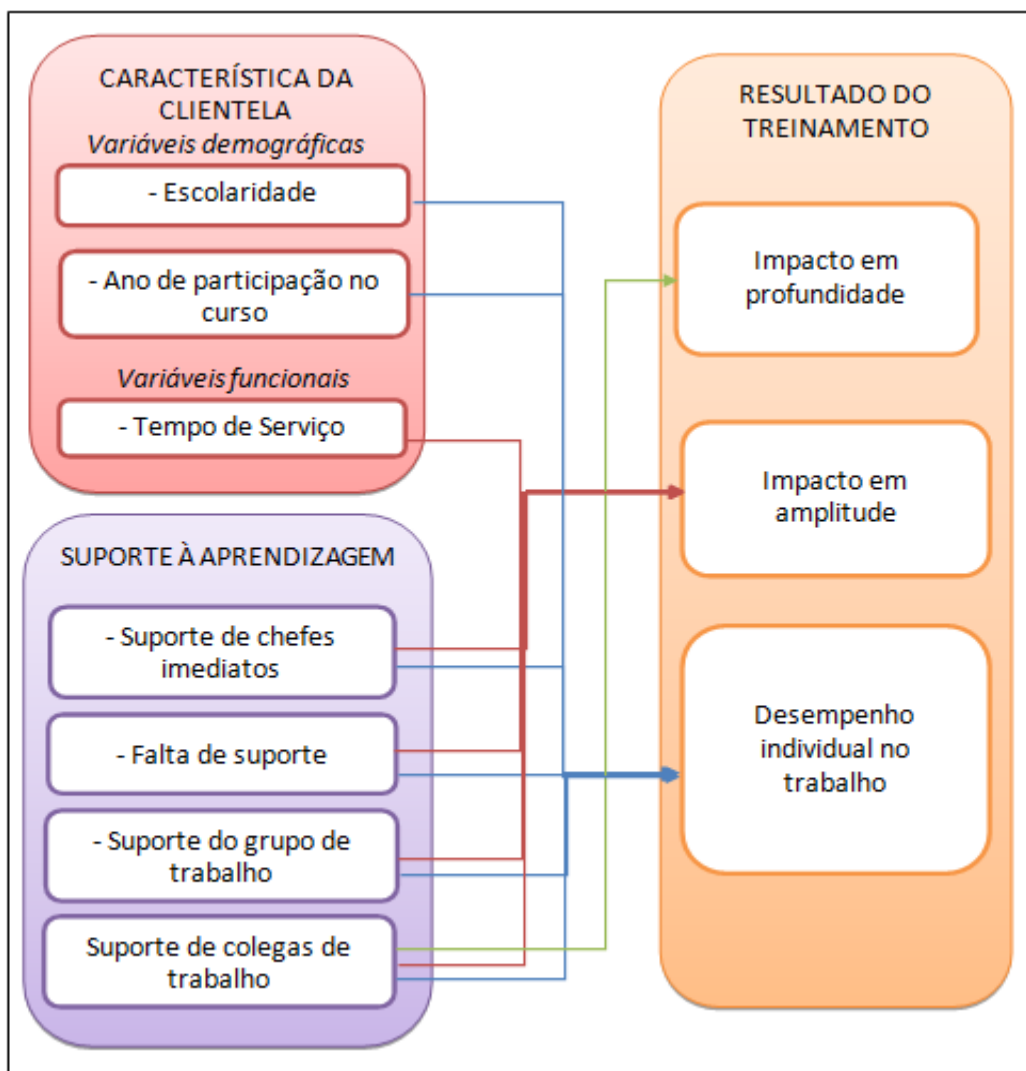 CARACTERÍSTICA DA
CLIENTELA
Variáveis demográficas
- Escolaridade
- Ano de participação no
curso
Variáveis funcionais
- Tempo de Serviço
SUPORTE À APRENDIZAGEM
- Suporte de chefes
imediatos
- Falta de suporte
- Suporte do grupo de
trabalho
Suporte de colegas de
trabalho
RESULTADO DO
TREINAMENTO
Impacto em
profundidade
Impacto em
amplitude
Desempenho
individual no
trabalho